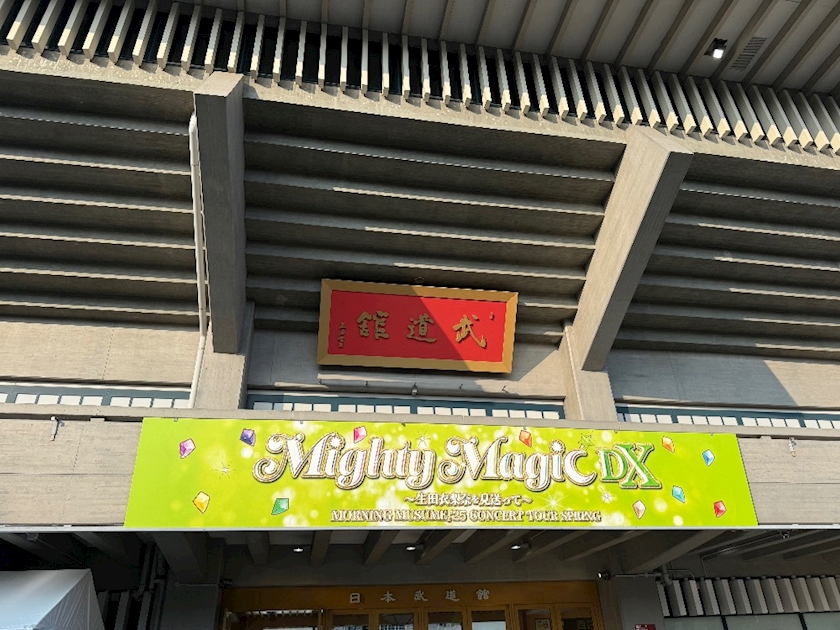 武道館
Mighty Magic DX
～生田衣梨奈を見送って～
MORNING MUSUME。'25 CONCERT TOUR SPRING
日本武道館